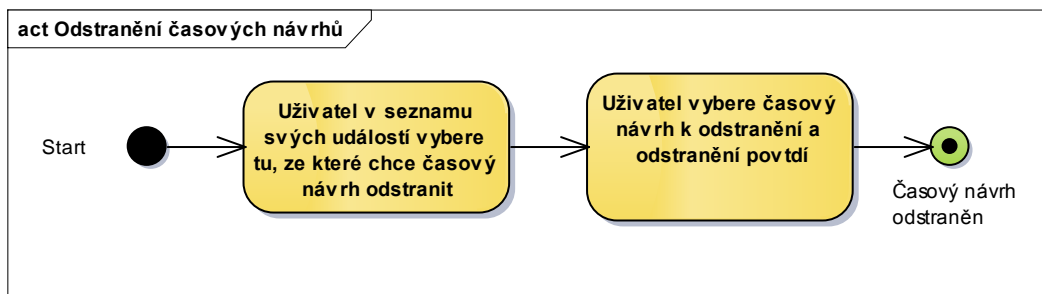 act Odstranění časových návrhů
Start
Uživatel v seznamu
svých událostí vybere
tu, ze které chce časový
návrh odstranit
Uživatel vybere časový
návrh k odstranění a
odstranění povtdí
Časový návrh
odstraněn